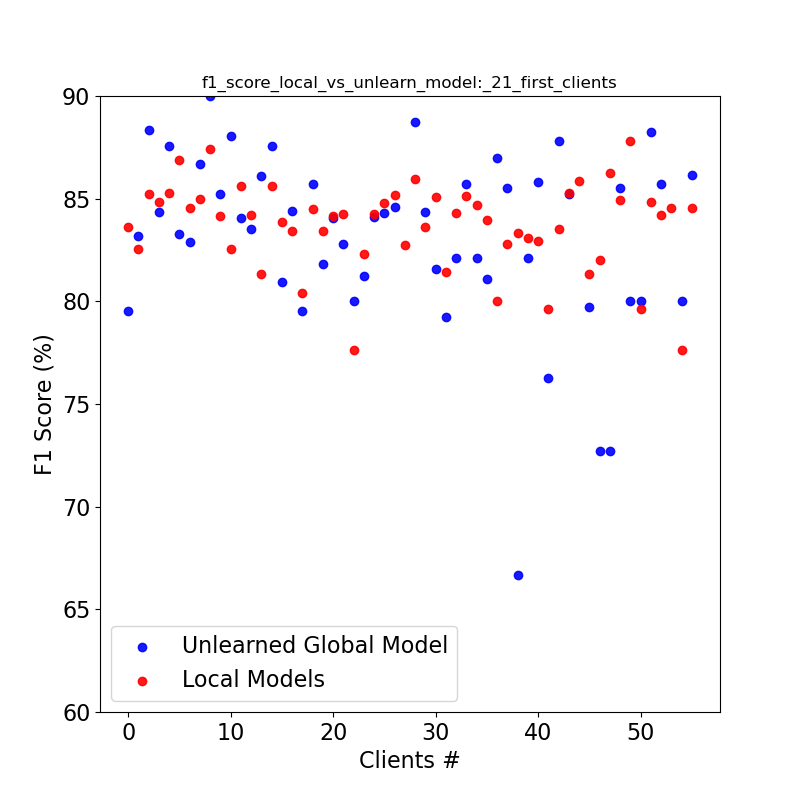 f1_score_local_vs_unlearn_model:_21_first_clients
90
85
80
75
70
65
60
F1 Score (%)
Unlearned Global Model
Local Models
0 10 20 30 40 50
Clients #